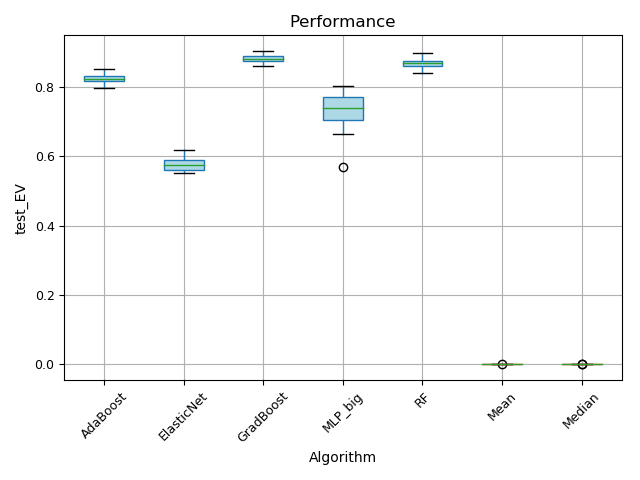 Performance
test_EV
0.8
0.6
0.4
0.2
0.0
AdaBoost
ElasticNet
GradBoost
MLP_big
RF
Mean
Median
Algorithm